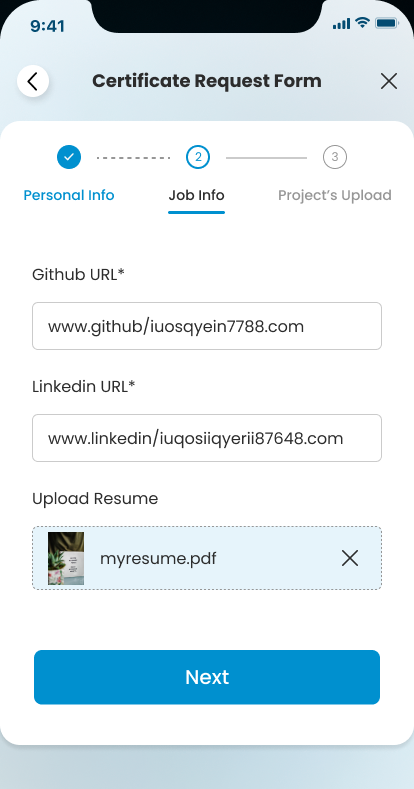 9:41
Certificate Request Form
2
3
Personal Info
Job Info
Project’s Upload
Github URL*
www.github/iuosqyein7788.com
Linkedin URL*
www.linkedin/iuqosiiqyerii87648.com
Upload Resume
myresume.pdf
Next